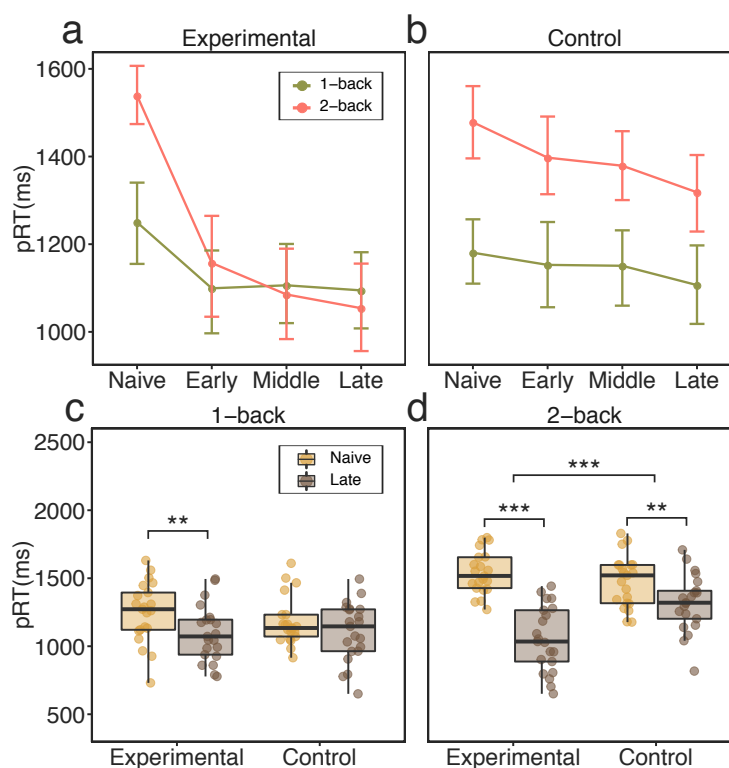 a
Experimental
b
Control
pRT(ms)
1600
1400
1200
1000
1−back
2−back
Naive Early Middle Late
Naive Early Middle Late
c
1−back
d
2−back
pRT(ms)
2500
2000
1500
1000
500
Naive
Late
**
***
***
**
Experimental Control
Experimental Control